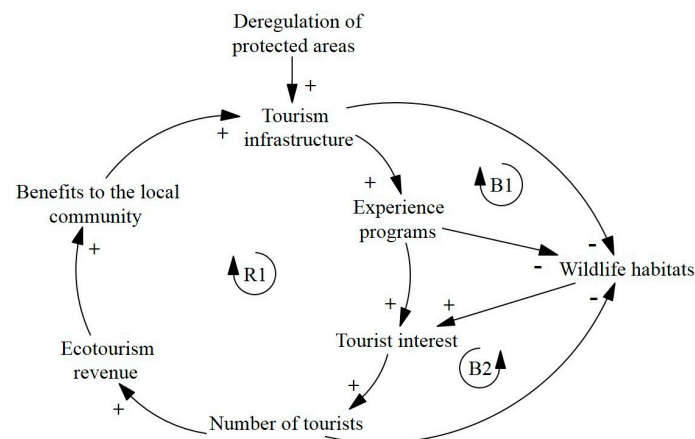 Deregulation of
protected areas
+
Tourism
infrastructure
+
+
Experience
programs
B1
Benefits to the local
community
+
R1
-
-
Wildlife habitats
-
+
+
Tourist interest
B2
Ecotourism
revenue
+
+
Number of tourists